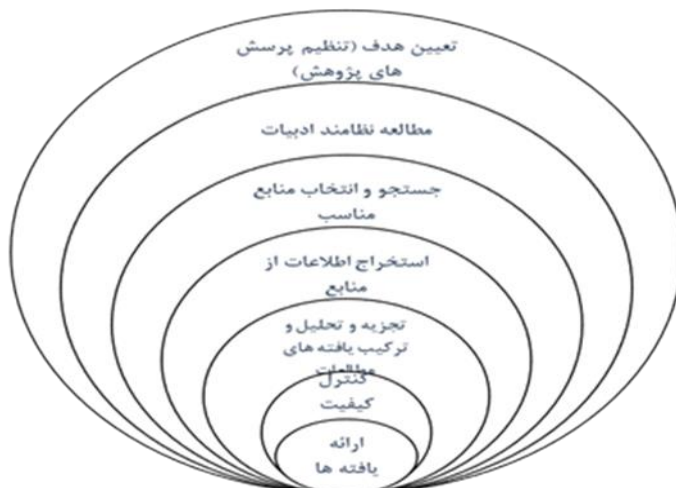 تعیین هدف (تنظیم پرسش
های پژوهش)
مطالعه نظامند ادبیات
جستجو و انتخاب منابع
مناسب
استخراج اطلاعات از
منابع
تجزیه و تحلیل و
ترکیب یافته های
مطالعات
کنترل
کیفیت
ارائه
یافته ها